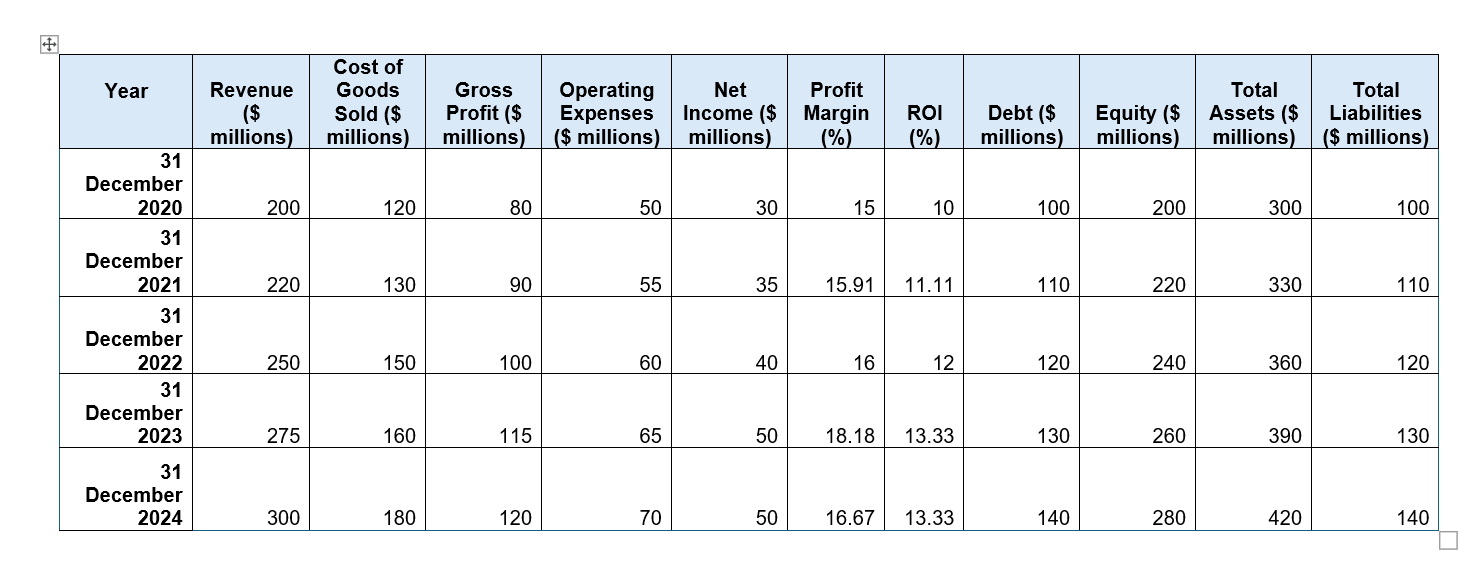 Year Revenue ($ millions) Cost of Goods Sold ($ millions) Gross Profit ($ millions) Operating Expenses ($ millions) Net Income ($ millions) Profit Margin (%) ROI (%) Debt ($ millions) Equity ($ millions) Total Assets ($ millions) Total Liabilities ($ millions)
31 December 2020 200 120 80 50 30 15 10 100 200 300 100
31 December 2021 220 130 90 55 35 15.91 11.11 110 220 330 110
31 December 2022 250 150 100 60 40 16 12 120 240 360 120
31 December 2023 275 160 115 65 50 18.18 13.33 130 260 390 130
31 December 2024 300 180 120 70 50 16.67 13.33 140 280 420 140